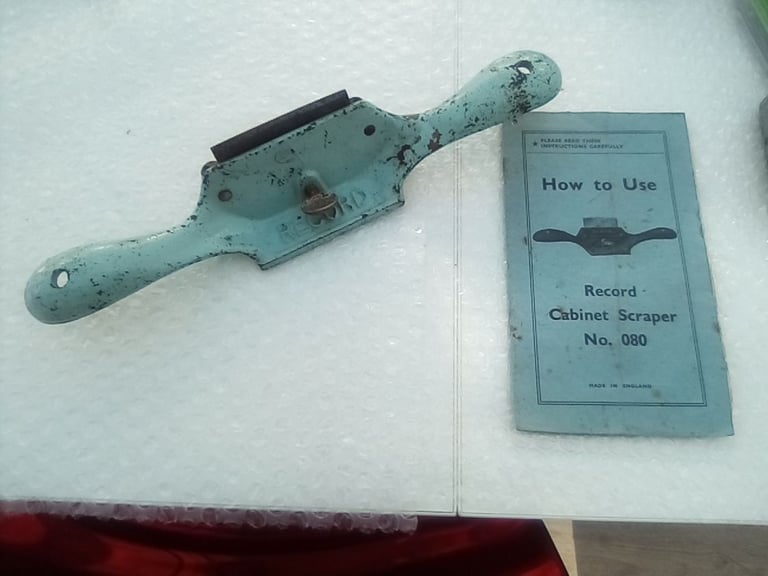 RECORD
★ PLEASE READ THESE
INSTRUCTIONS CAREFULLY
How to Use
Record
Cabinet Scraper
No. 080
MADE IN ENGLAND